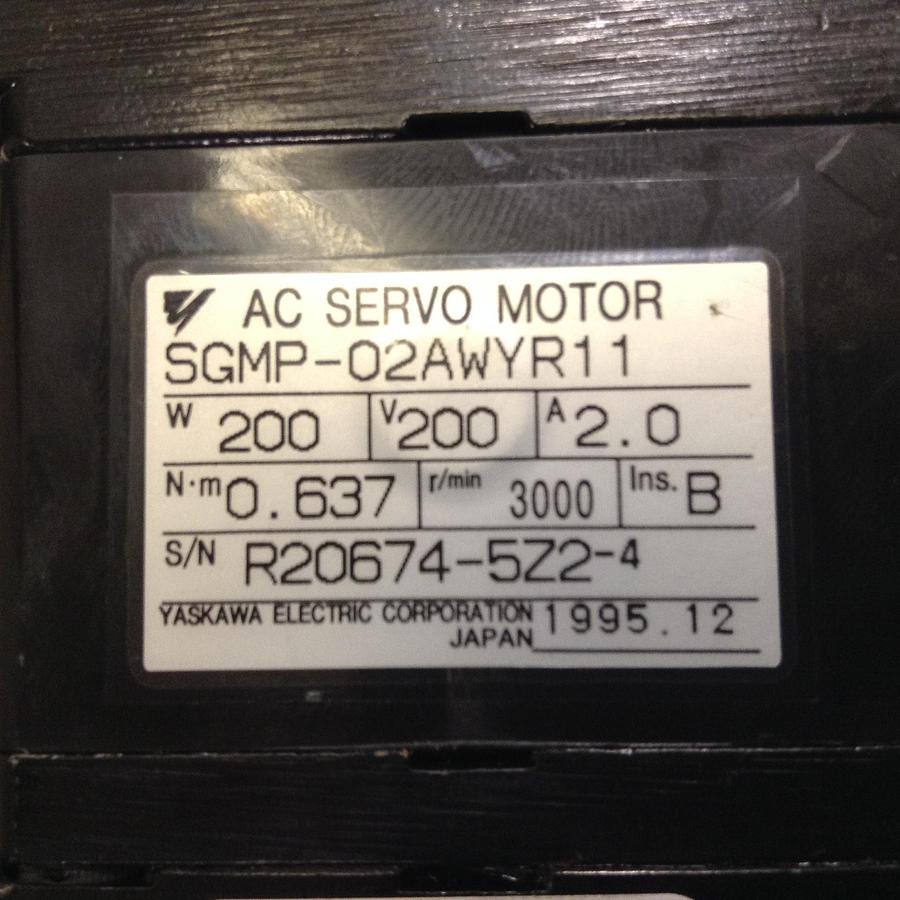 AC SERVO MOTOR
SGMP-02AWYR11
W 200 V 200 A 2.0
N·m 0.637 r/min 3000 Ins. B
S/N R20674-5Z2-4
YASKAWA ELECTRIC CORPORATION 1995.12
JAPAN